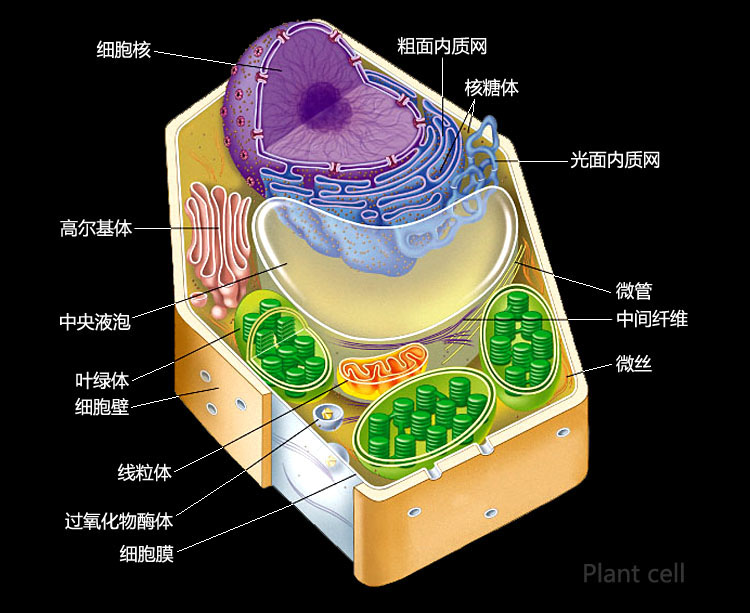 细胞核
粗面内质网
核糖体
光面内质网
高尔基体
微管
中央液泡
中间纤维
微丝
叶绿体
细胞壁
线粒体
过氧化物酶体
细胞膜
Plant cell